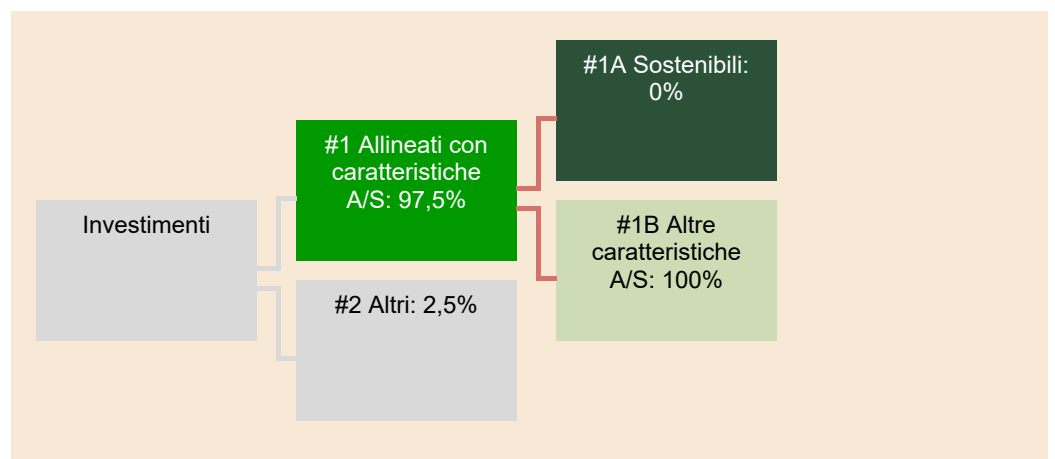 Investimenti
#1 Allineati con
caratteristiche
A/S: 97,5%
#2 Altri: 2,5%
#1A Sostenibili:
0%
#1B Altre
caratteristiche
A/S: 100%